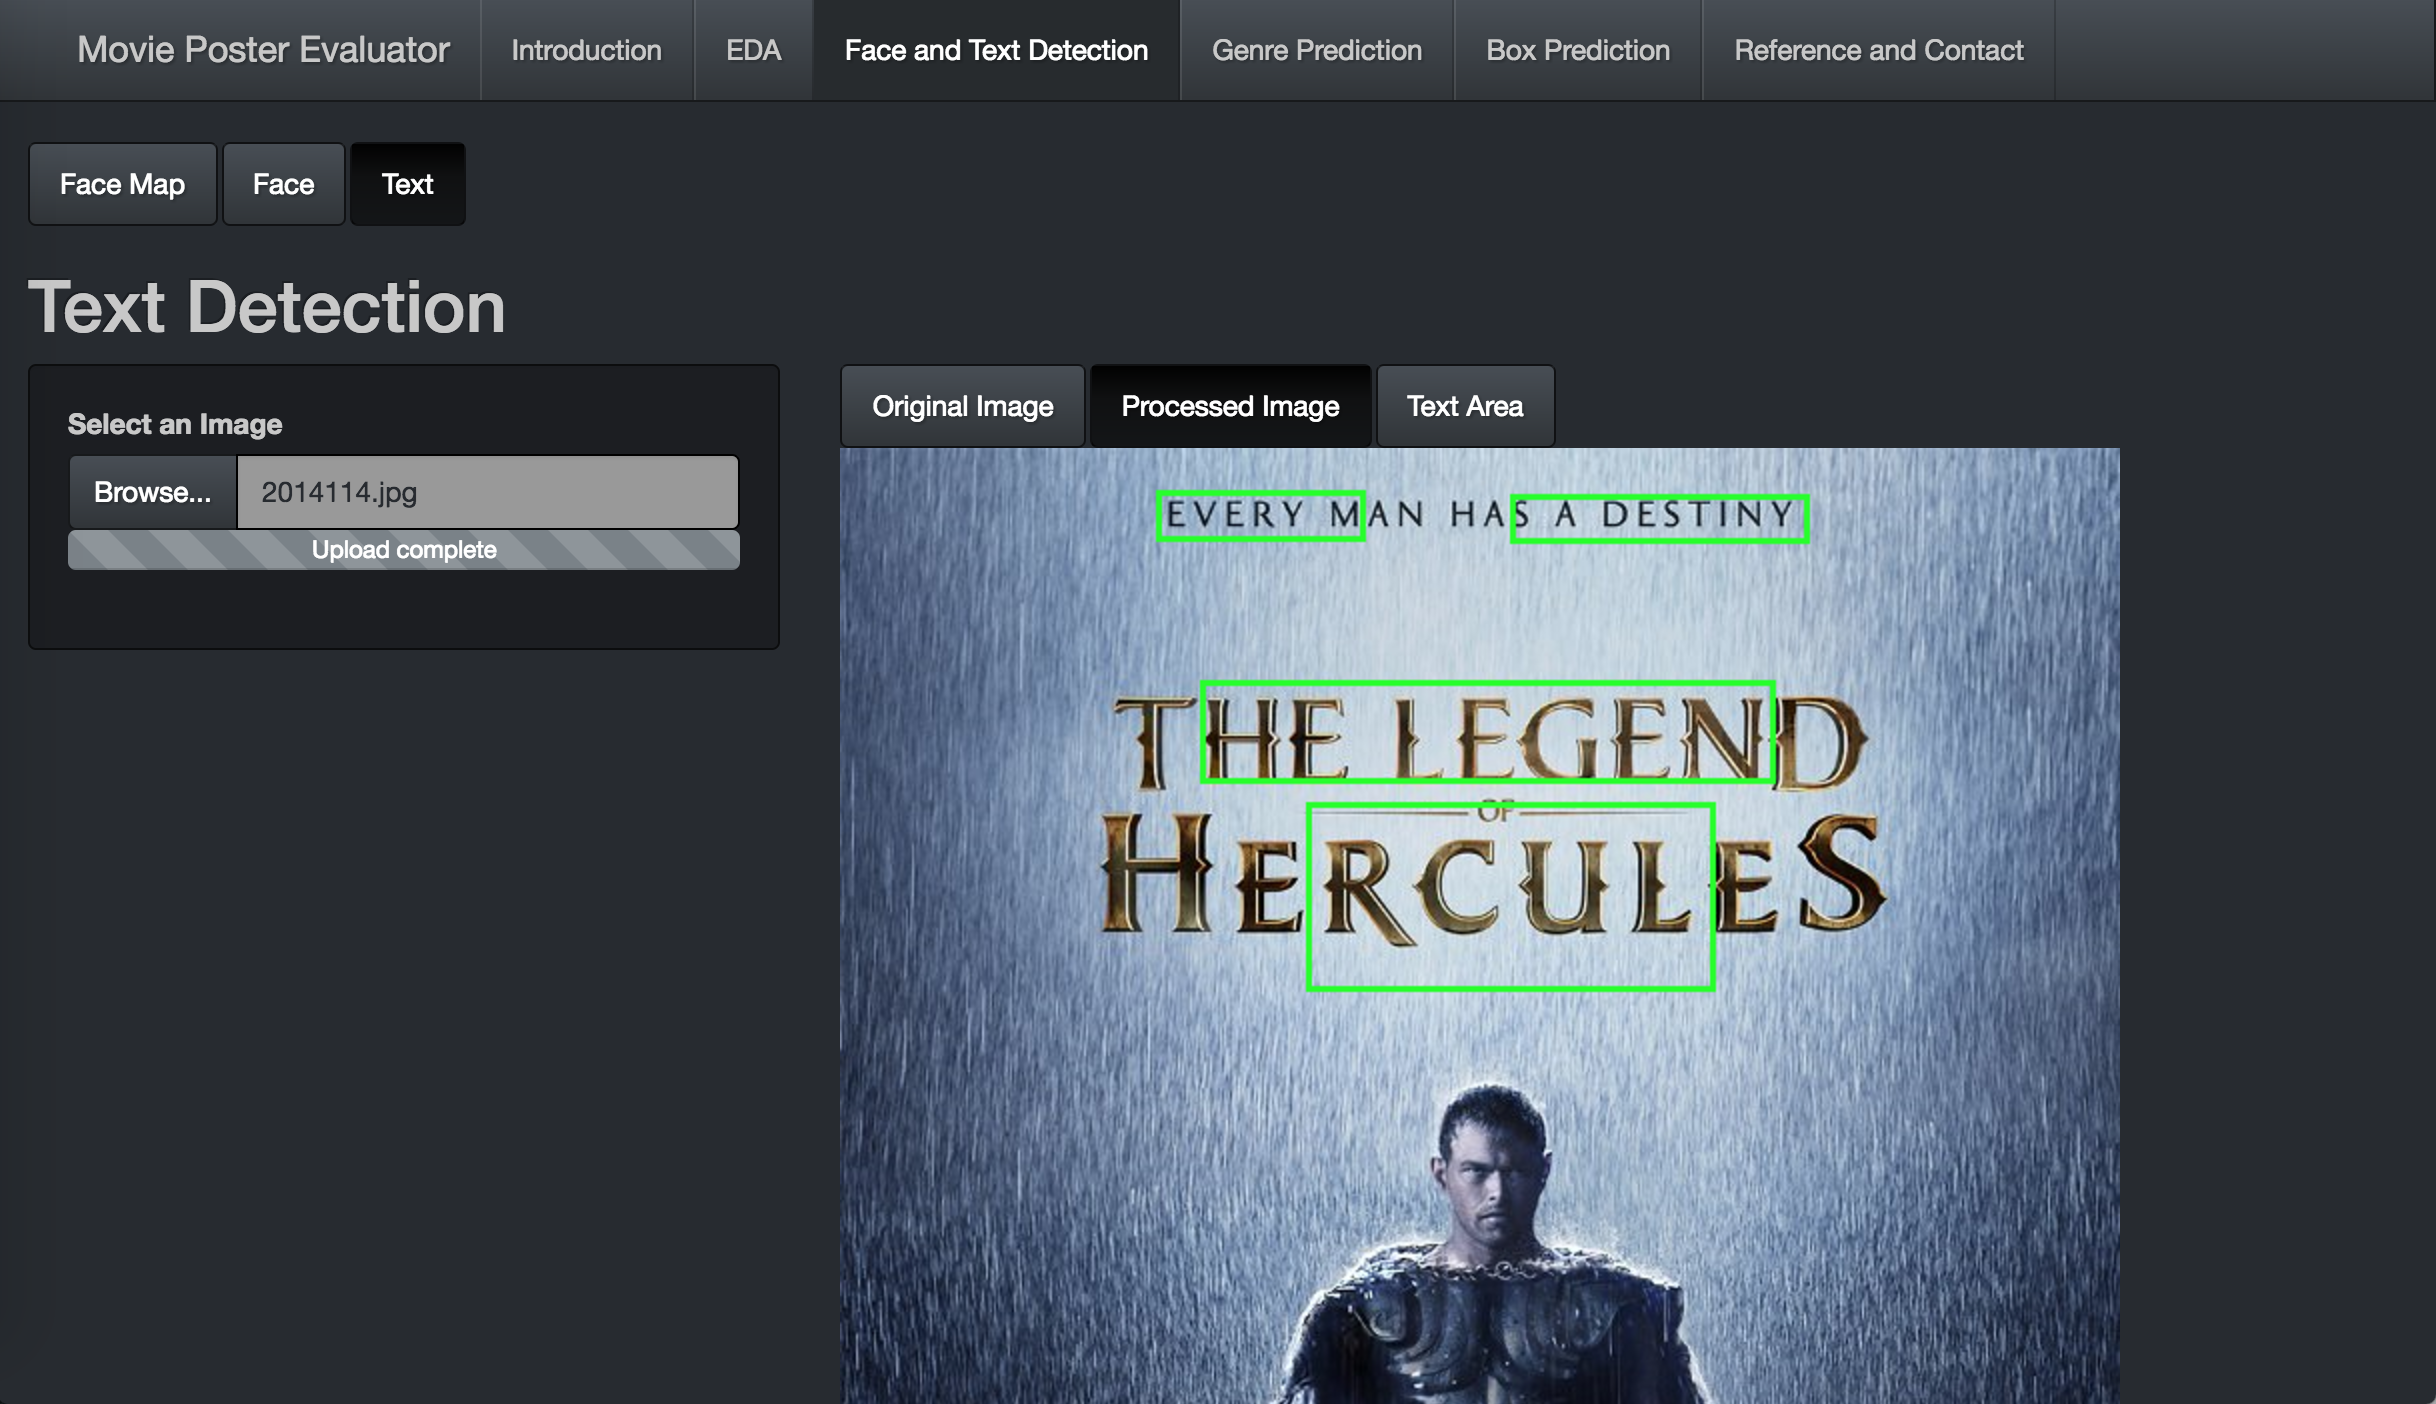 Movie Poster Evaluator Introduction EDA Face and Text Detection Genre Prediction Box Prediction Reference and Contact
Face Map Face Text
Text Detection
Select an Image
Browse... 2014114.jpg
Upload complete
Original Image Processed Image Text Area
EVERY MAN HAS A DESTINY
THE LEGEND
OF
HERCULES